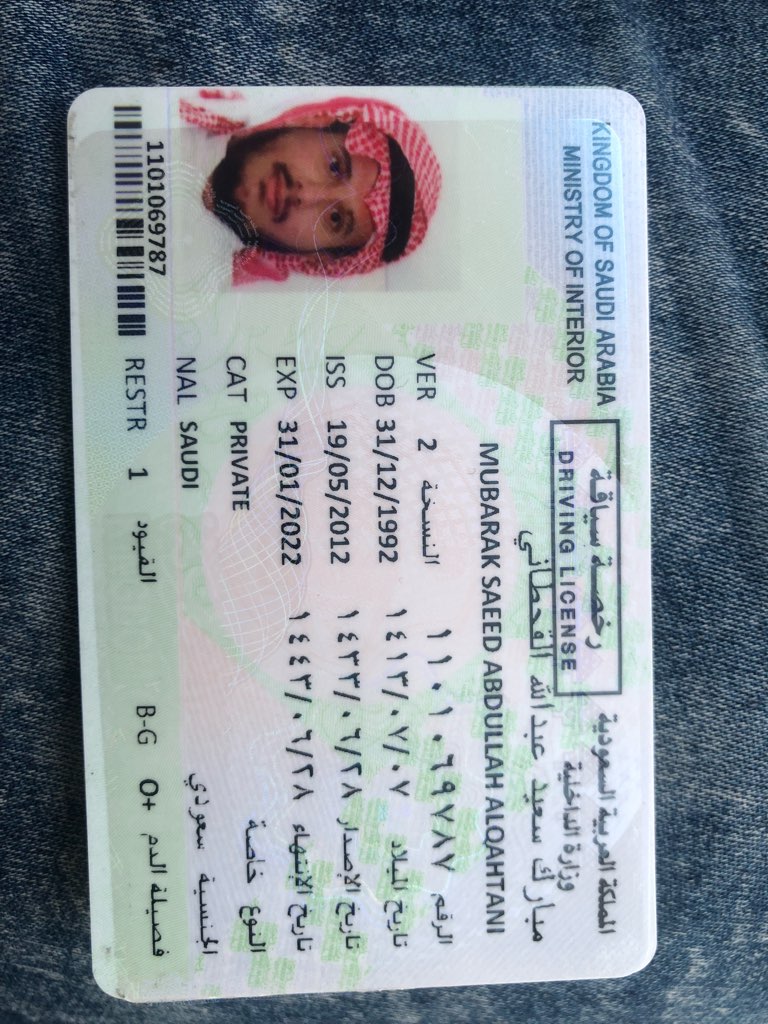 KINGDOM OF SAUDI ARABIA
المملكة العربية السعودية
MINISTRY OF INTERIOR
وزارة الداخلية
رخصة سياقة
DRIVING LICENSE
مبارك سعيد عبدالله القحطاني
MUBARAK SAEED ABDULLAH ALQAHTANI
VER 2 النسخة
الرقم ١١٠١٠٦٩٧٨٧
DOB 31/12/1992 ١٤١٣/٠٧/٠٧ تاريخ الميلاد
ISS 19/05/2012 ١٤٣٣/٠٦/٢٨ تاريخ الإصدار
EXP 31/01/2022 ١٤٤٣/٠٦/٢٨ تاريخ الإنتهاء
CAT PRIVATE النوع خاصة
NAL SAUDI الجنسية سعودي
1101069787
RESTR 1 القيود B-G O+ فصيلة الدم